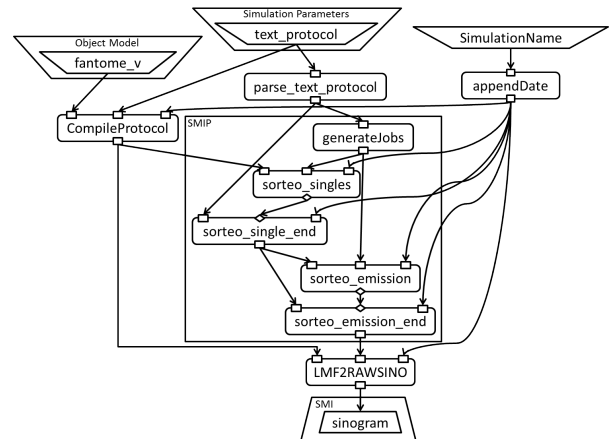 Simulation Parameters
text_protocol
Object Model
fantome_v
SimulationName
parse_text_protocol
appendDate
CompileProtocol
SMIP
generateJobs
sorteo_singles
sorteo_single_end
sorteo_emission
sorteo_emission_end
LMF2RAWSINO
SMI
sinogram